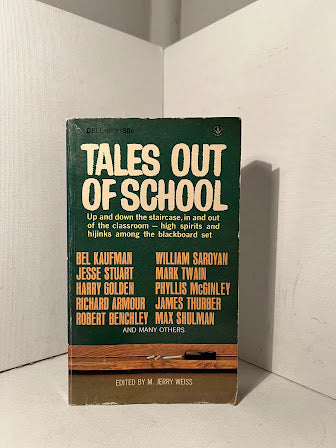 DELL 50c
TALES OUT
OF SCHOOL
Up and down the staircase, in and out
of the classroom — high spirits and
hijinks among the blackboard set
BEL KAUFMAN WILLIAM SAROYAN
JESSE STUART MARK TWAIN
HARRY GOLDEN PHYLLIS McGINLEY
RICHARD ARMOUR JAMES THURBER
ROBERT BENCHLEY MAX SHULMAN
AND MANY OTHERS
EDITED BY M. JERRY WEISS